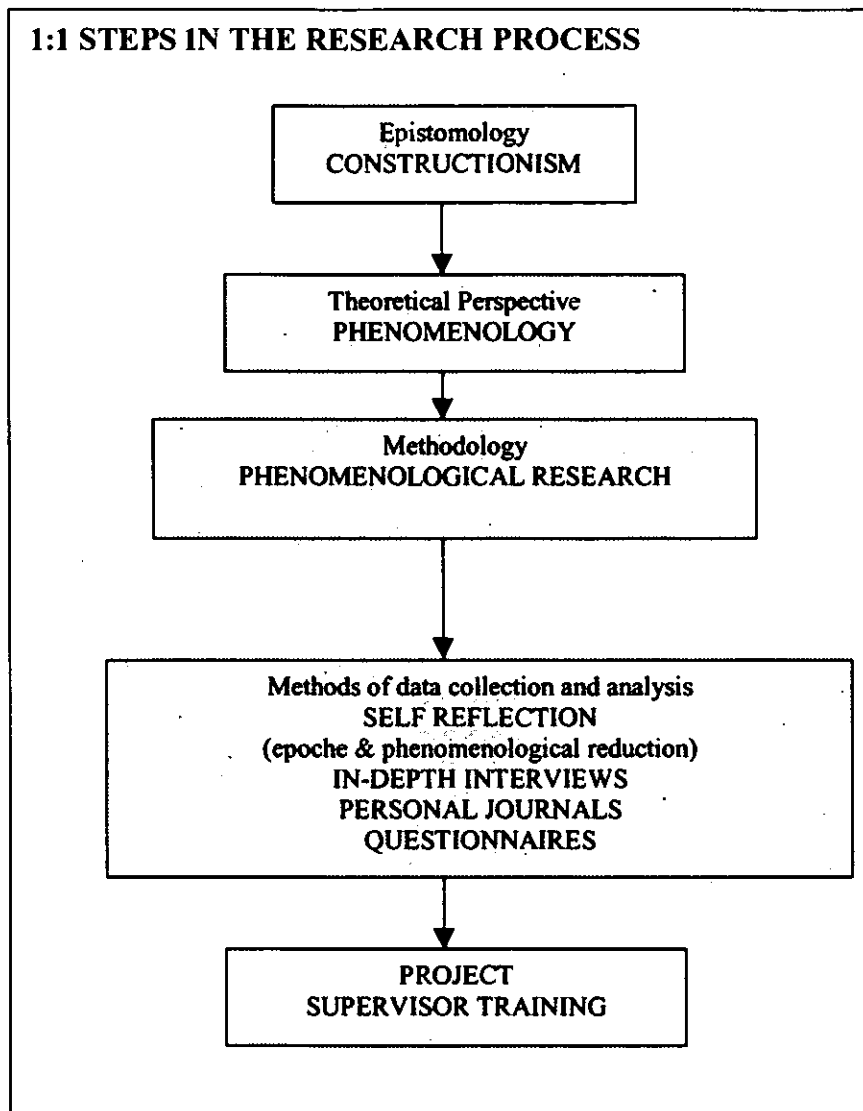 1:1 STEPS IN THE RESEARCH PROCESS
Epistomology
CONSTRUCTIONISM
Theoretical Perspective
PHENOMENOLOGY
Methodology
PHENOMENOLOGICAL RESEARCH
Methods of data collection and analysis
SELF REFLECTION
(epoche & phenomenological reduction)
IN-DEPTH INTERVIEWS
PERSONAL JOURNALS
QUESTIONNAIRES
PROJECT
SUPERVISOR TRAINING